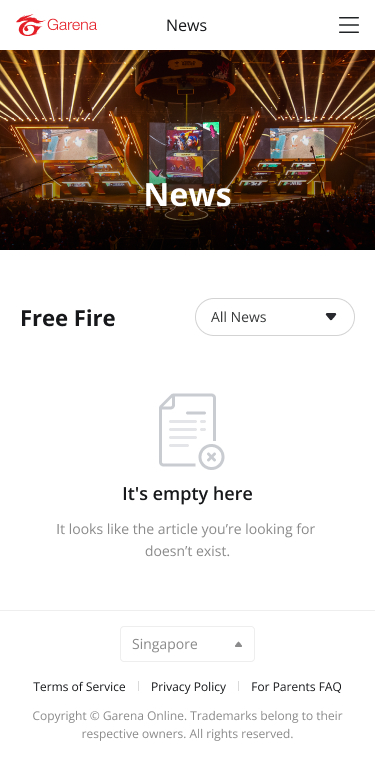 Garena
News
News
Free Fire
All News
It's empty here
It looks like the article you’re looking for
doesn’t exist.
Singapore
Terms of Service
Privacy Policy
For Parents FAQ
Copyright © Garena Online. Trademarks belong to their
respective owners. All rights reserved.